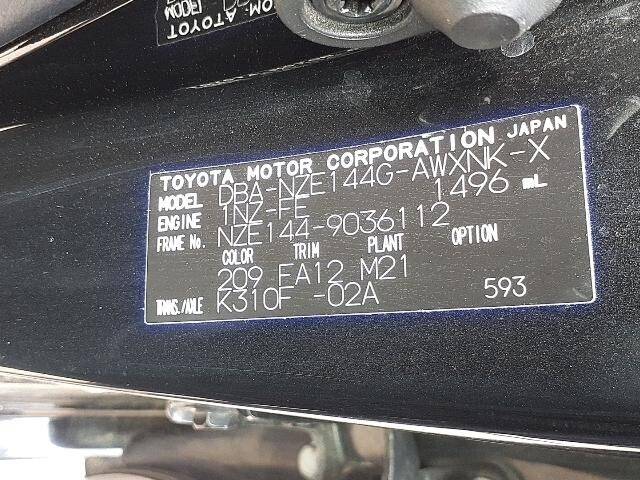 TOYOTA MOTOR CORPORATION JAPAN
MODEL DBA-NZE144G-AWXNK-X
ENGINE 1NZ-FE 1496 mL
FRAME No. NZE144-9036112
COLOR TRIM PLANT OPTION
209 FA12 M21
TRANS./AXLE K310F -02A 593